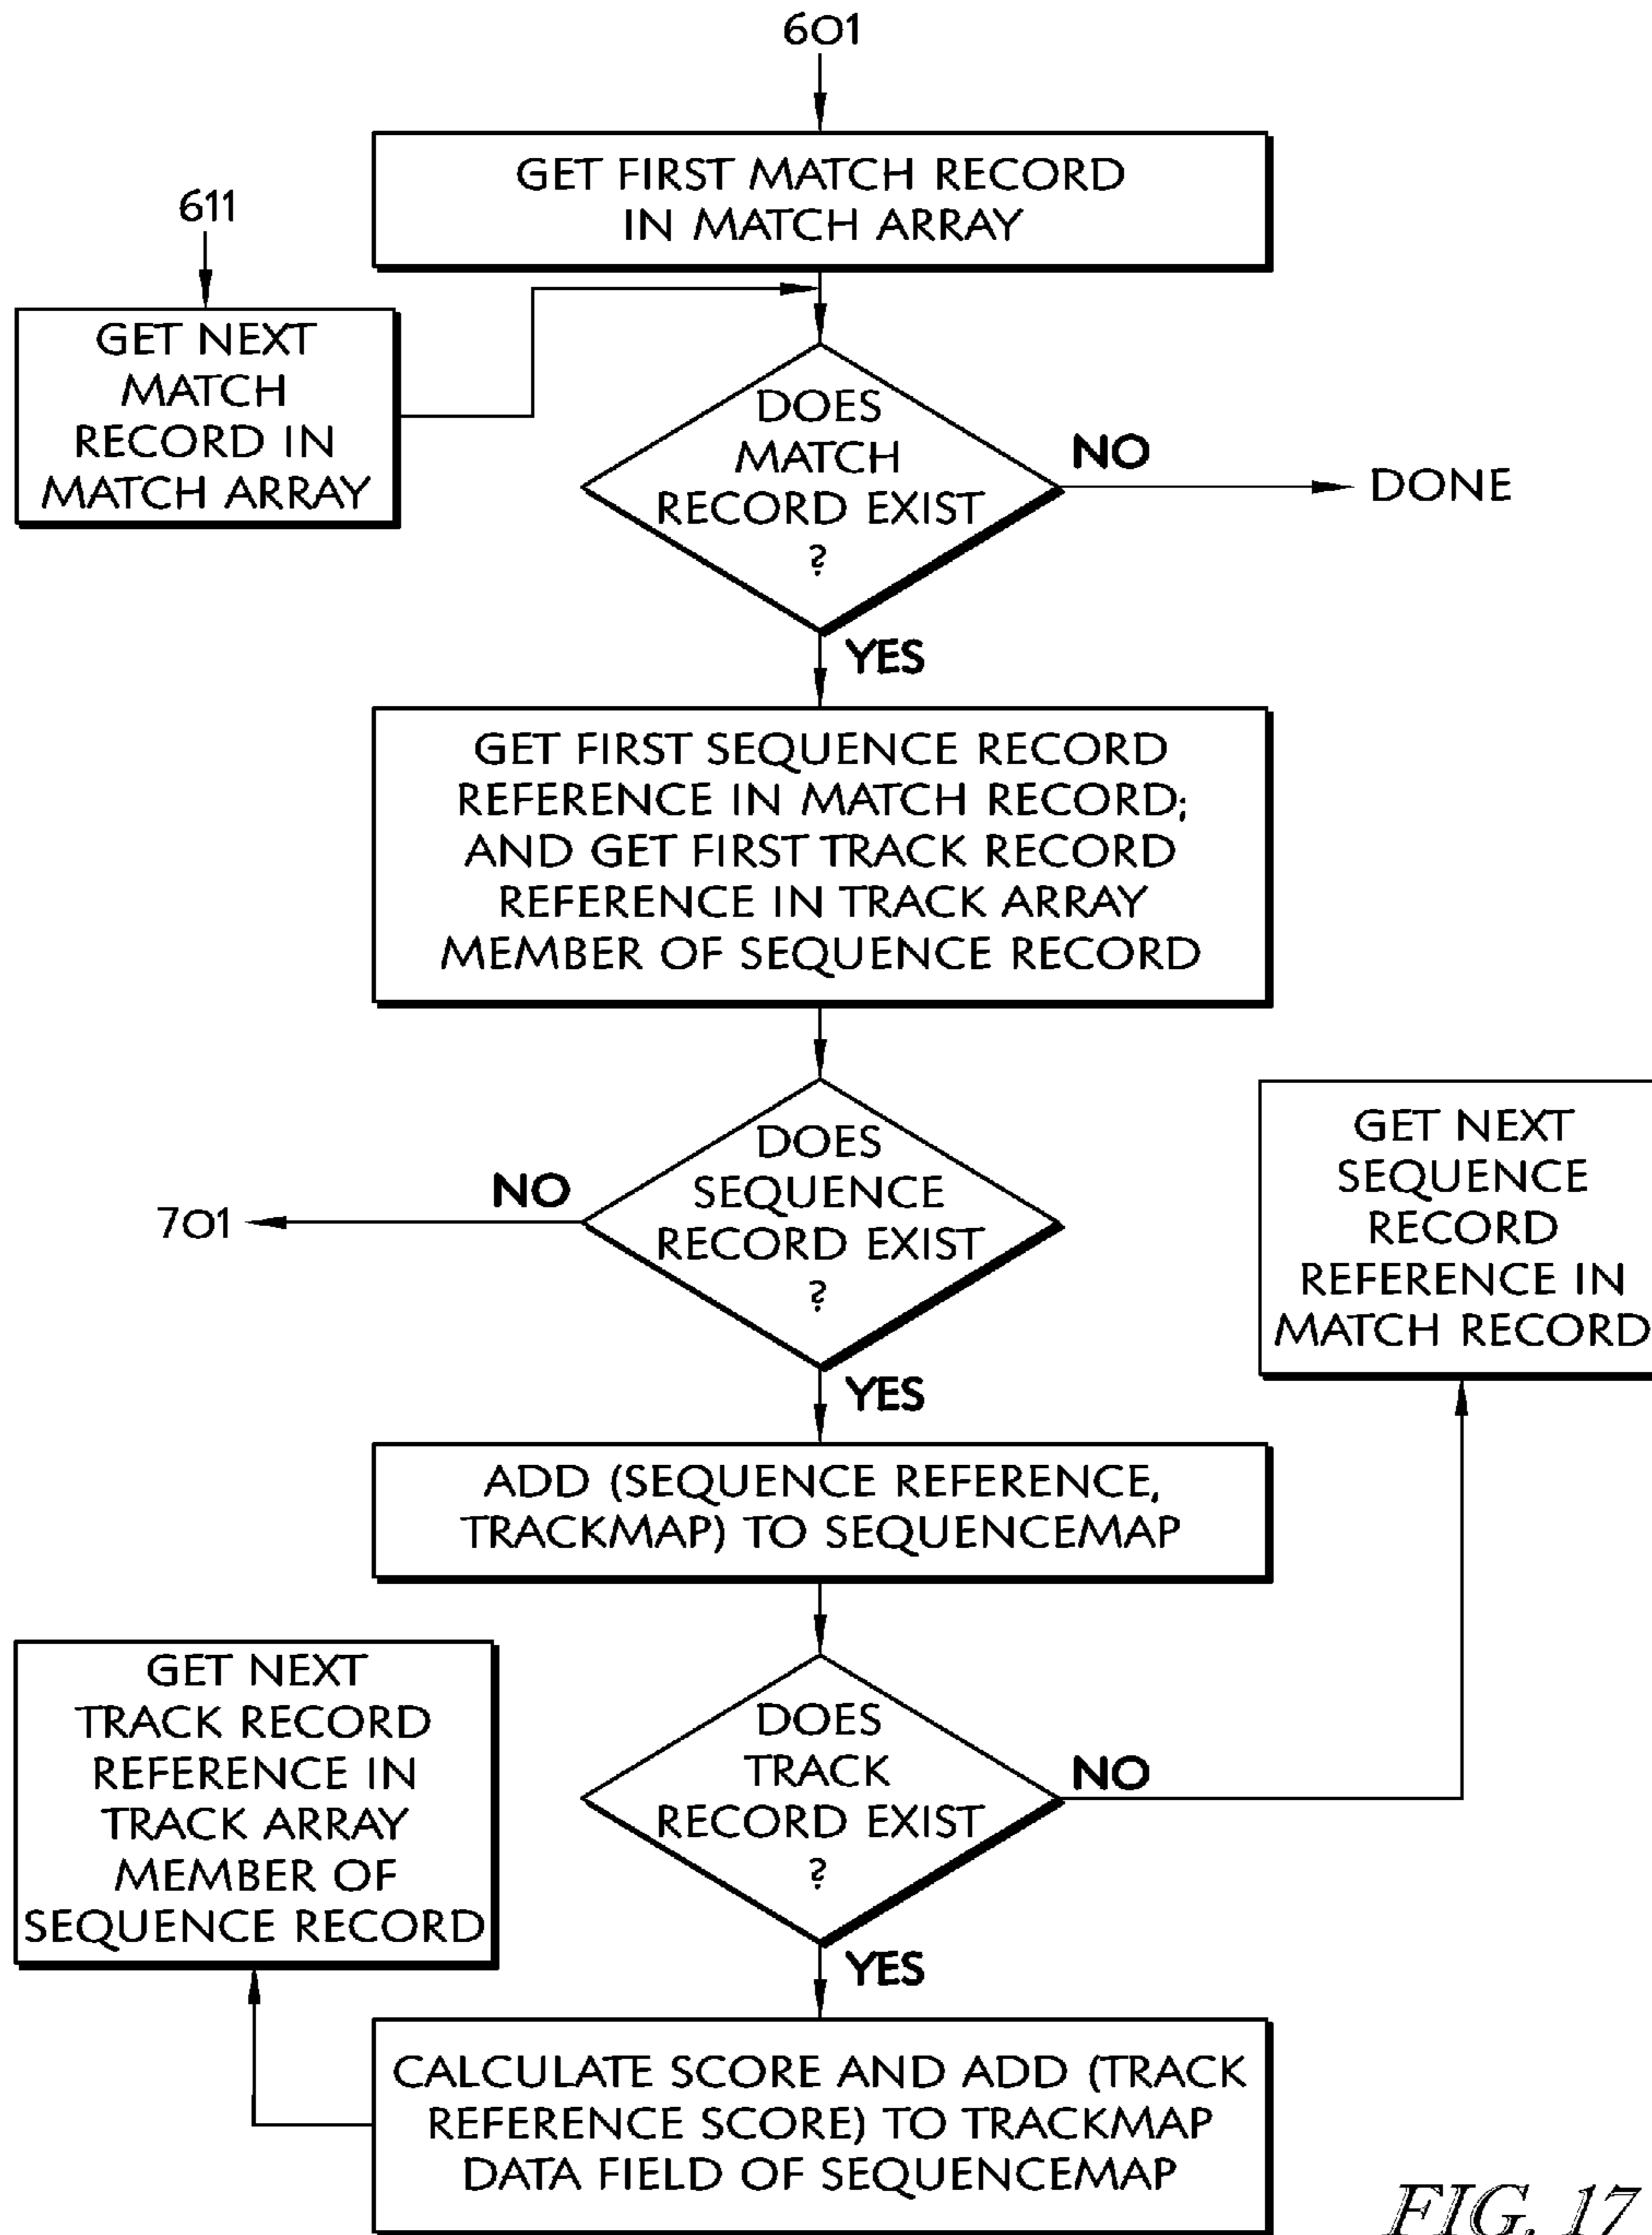 601
GET FIRST MATCH RECORD
IN MATCH ARRAY
611
GET NEXT
MATCH
RECORD IN
MATCH ARRAY
DOES
MATCH
RECORD EXIST
?
NO
DONE
YES
GET FIRST SEQUENCE RECORD
REFERENCE IN MATCH RECORD;
AND GET FIRST TRACK RECORD
REFERENCE IN TRACK ARRAY
MEMBER OF SEQUENCE RECORD
DOES
SEQUENCE
RECORD EXIST
?
NO
701
GET NEXT
SEQUENCE
RECORD
REFERENCE IN
MATCH RECORD
YES
ADD (SEQUENCE REFERENCE,
TRACKMAP) TO SEQUENCEMAP
GET NEXT
TRACK RECORD
REFERENCE IN
TRACK ARRAY
MEMBER OF
SEQUENCE RECORD
DOES
TRACK
RECORD EXIST
?
NO
YES
CALCULATE SCORE AND ADD (TRACK
REFERENCE SCORE) TO TRACKMAP
DATA FIELD OF SEQUENCEMAP
FIG. 17